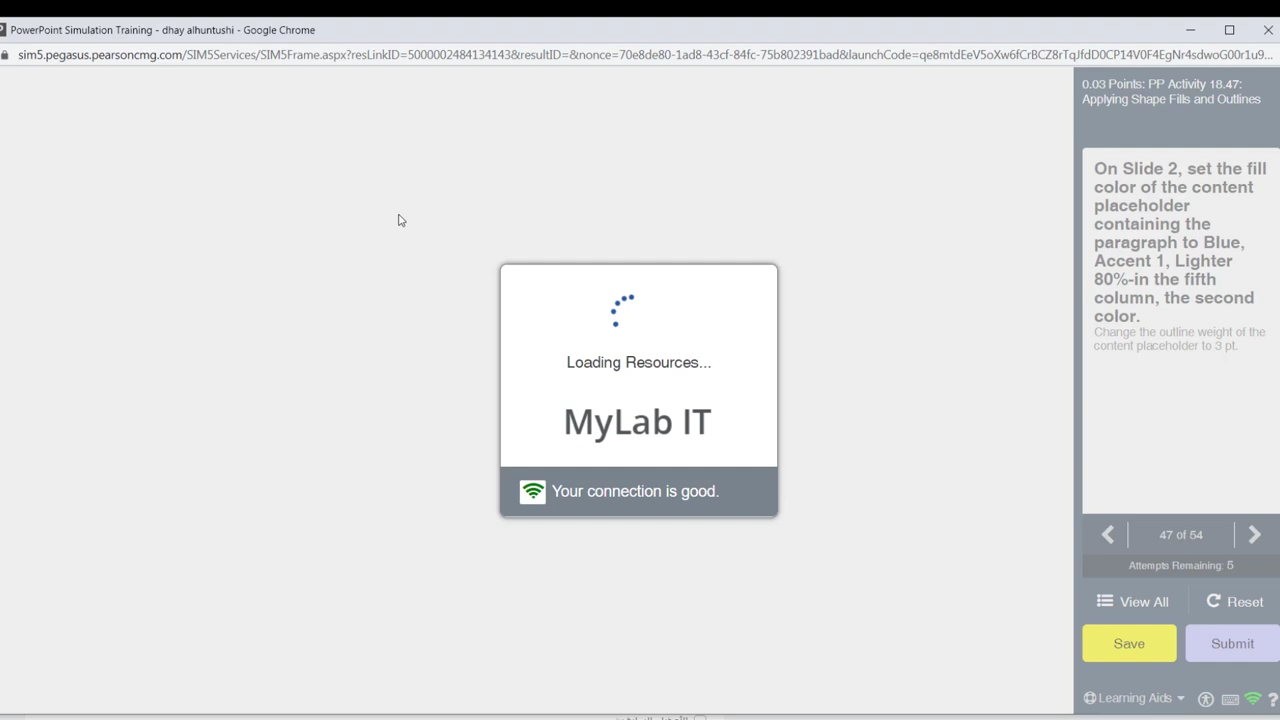 PowerPoint Simulation Training - dhay alhuntushi - Google Chrome
sim5.pegasus.pearsoncmg.com/SIM5Services/SIM5Frame.aspx?resLinkID=5000002484134143&resultID=&nonce=70e8de80-1ad8-43cf-84fc-75b802391bad&launchCode=qe8mtdEeV5oXw6fCrBCZ8rTqJfdD0CP14V0F4EgNr4sdwoG00r1u9...
0.03 Points: PP Activity 18.47:
Applying Shape Fills and Outlines
On Slide 2, set the fill
color of the content
placeholder
containing the
paragraph to Blue,
Accent 1, Lighter
80%-in the fifth
column, the second
color.
Change the outline weight of the
content placeholder to 3 pt.
Loading Resources...
MyLab IT
Your connection is good.
47 of 54
Attempts Remaining: 5
View All
Reset
Save
Submit
Learning Aids
?